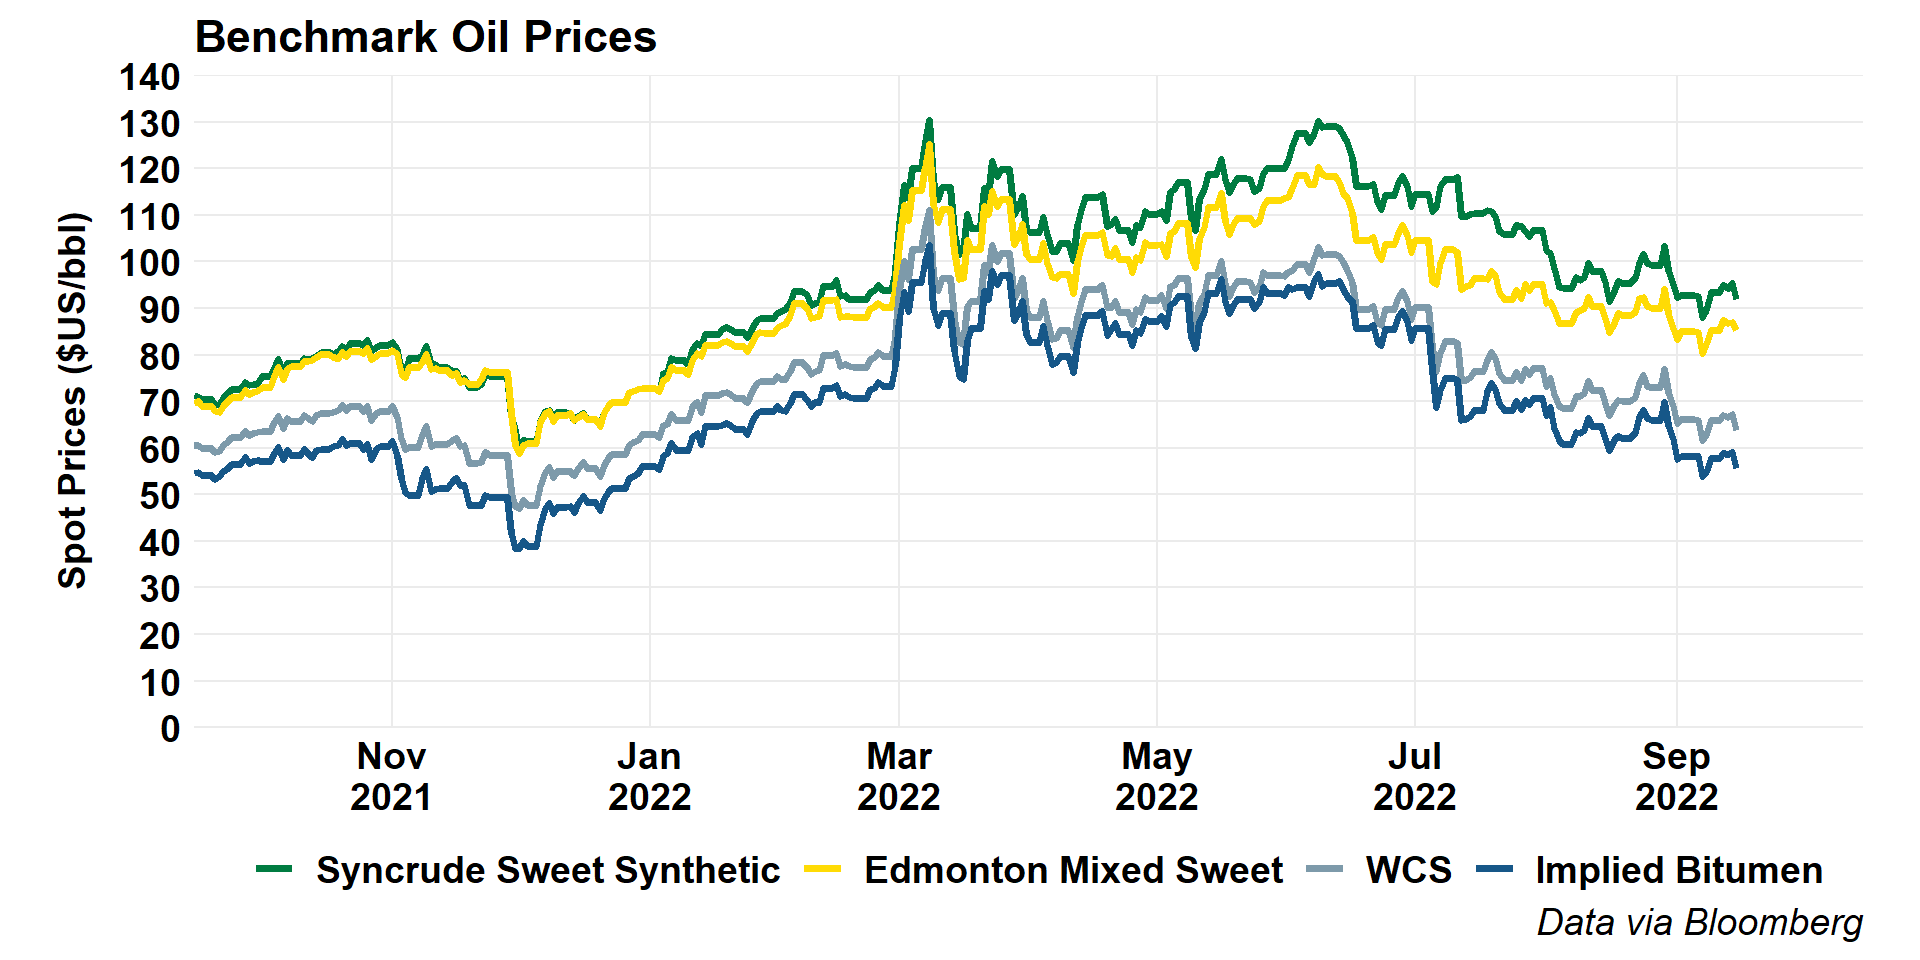 Benchmark Oil Prices
140
130
120
110
100
90
80
70
60
50
40
30
20
10
0
Spot Prices ($US/bbl)
Nov
2021
Jan
2022
Mar
2022
May
2022
Jul
2022
Sep
2022
Syncrude Sweet Synthetic
Edmonton Mixed Sweet
WCS
Implied Bitumen
Data via Bloomberg